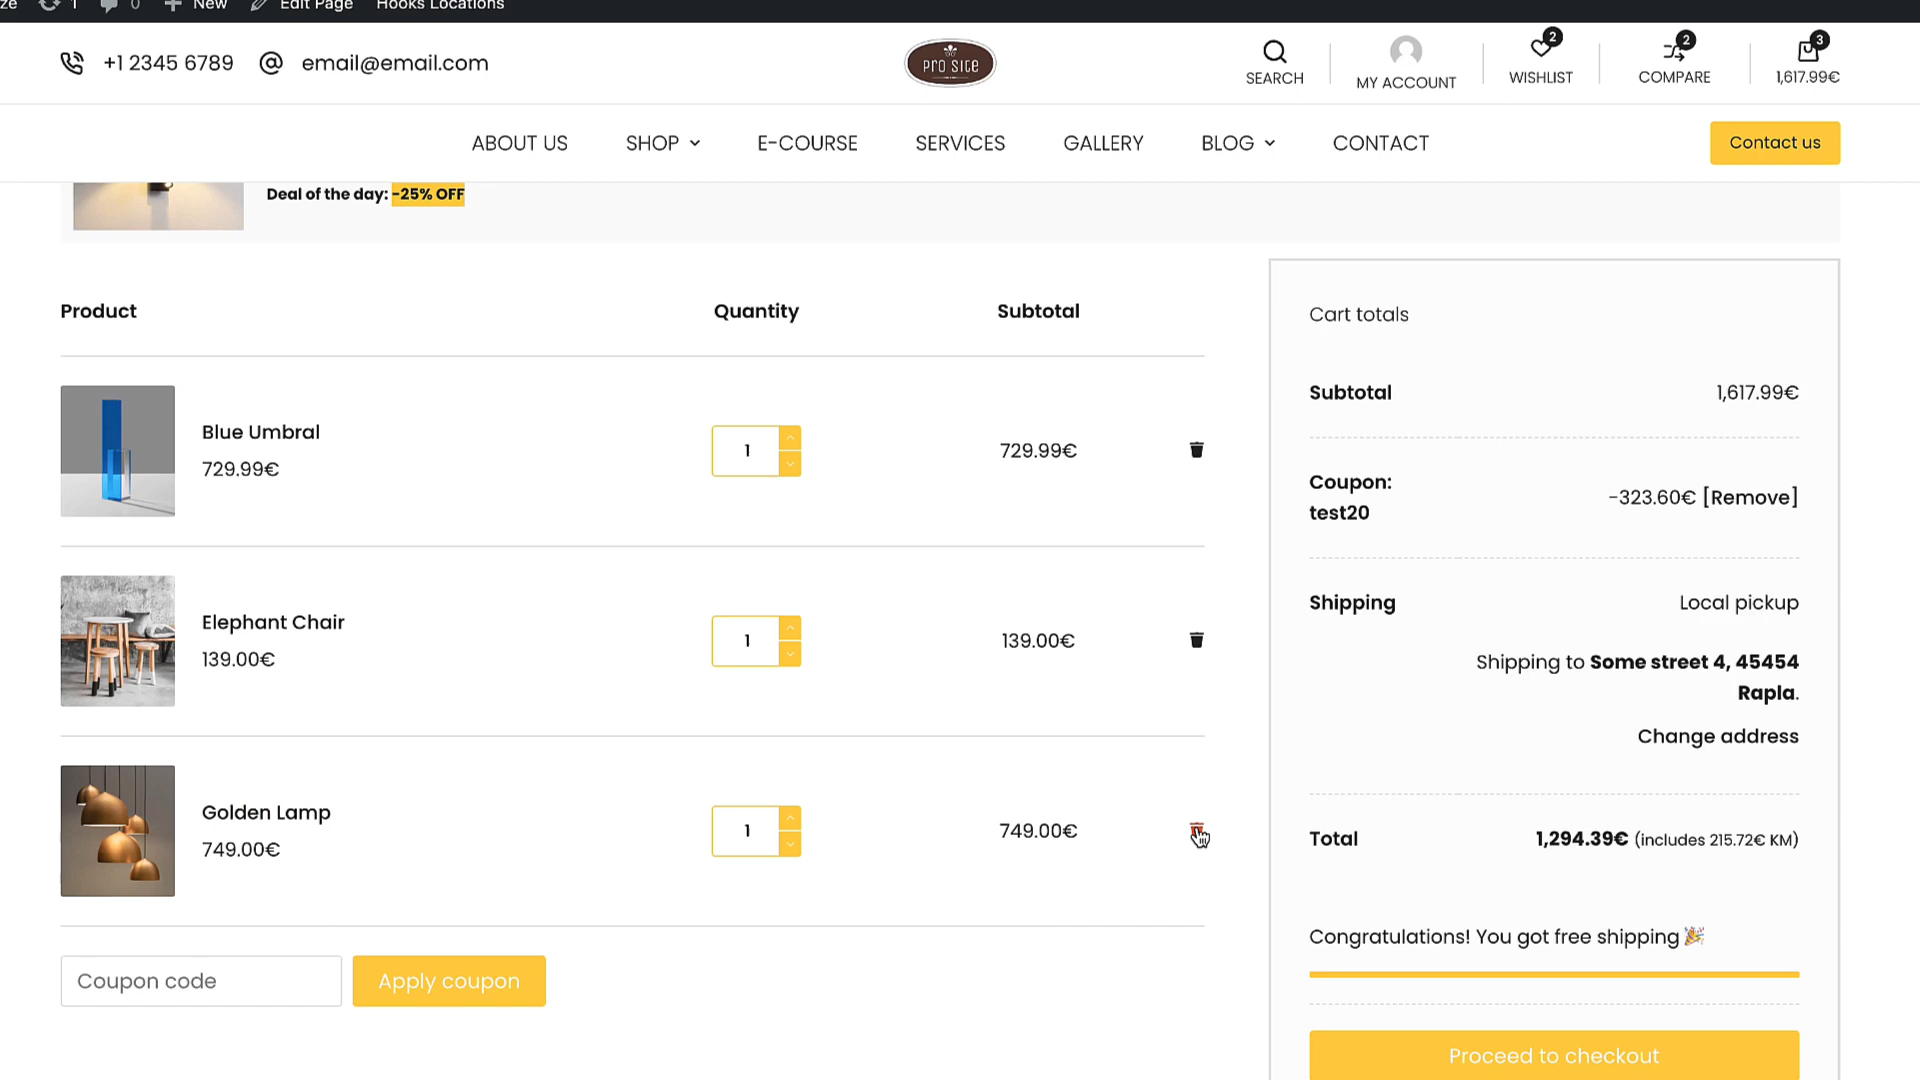 ze 1 0 New Edit Page Hooks Locations
+1 2345 6789 email@email.com
PRO SITE
SEARCH
MY ACCOUNT
2
WISHLIST
2
COMPARE
3
1,617.99€
ABOUT US SHOP E-COURSE SERVICES GALLERY BLOG CONTACT
Contact us
Deal of the day: -25% OFF
Product Quantity Subtotal
Blue Umbral
729.99€
1
729.99€
Elephant Chair
139.00€
1
139.00€
Golden Lamp
749.00€
1
749.00€
Coupon code
Apply coupon
Cart totals
Subtotal 1,617.99€
Coupon:
test20
-323.60€ [Remove]
Shipping Local pickup
Shipping to Some street 4, 45454
Rapla.
Change address
Total 1,294.39€ (includes 215.72€ KM)
Congratulations! You got free shipping 🎉
Proceed to checkout